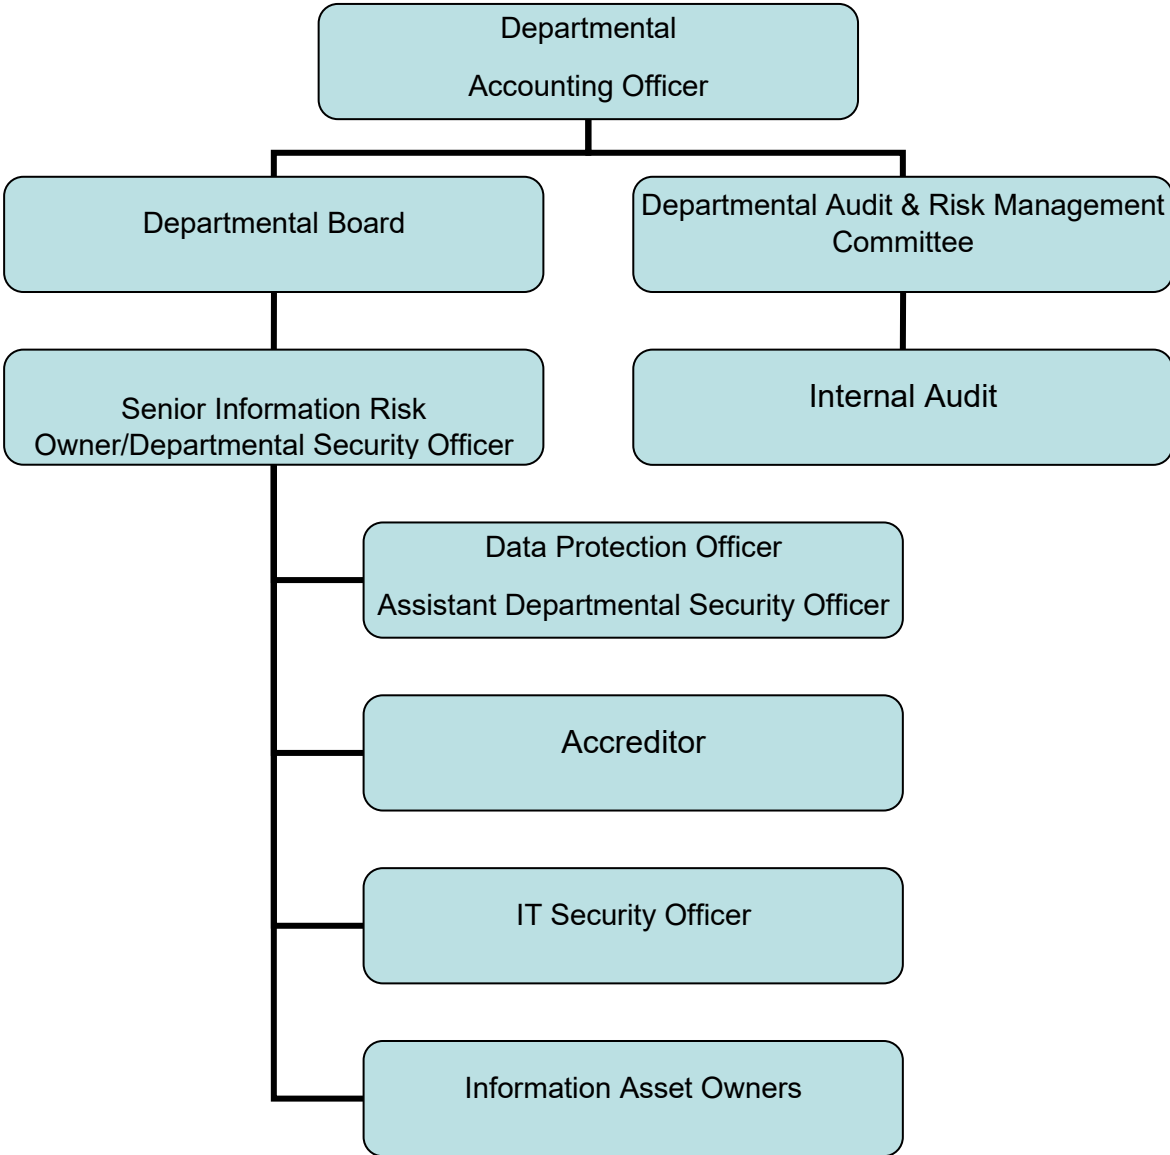 Departmental
Accounting Officer
Departmental Board
Departmental Audit & Risk Management
Committee
Senior Information Risk
Owner/Departmental Security Officer
Internal Audit
Data Protection Officer
Assistant Departmental Security Officer
Accreditor
IT Security Officer
Information Asset Owners